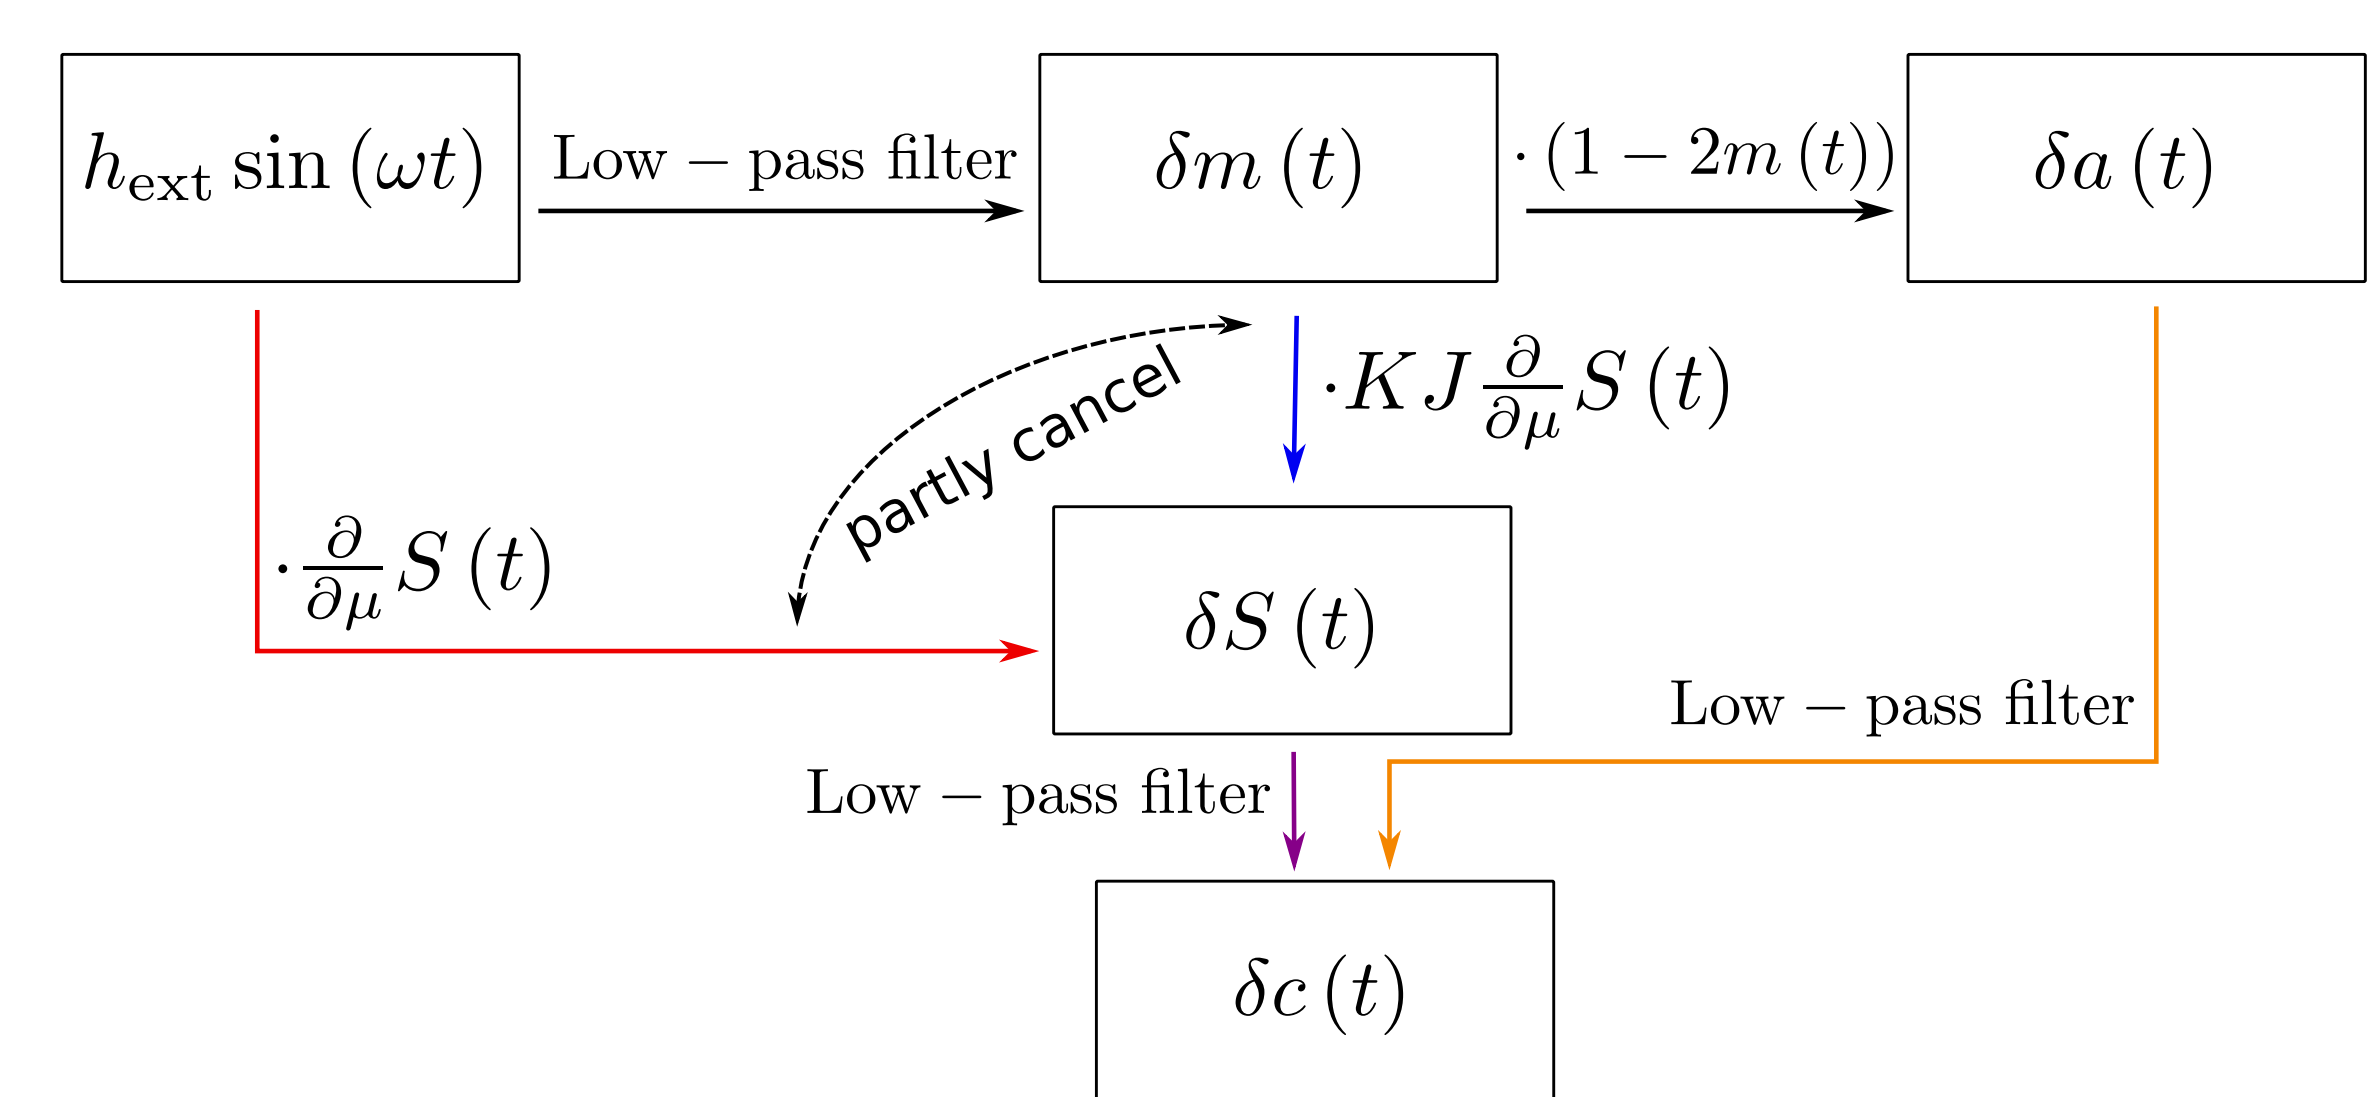 h_ext sin (ωt)
Low − pass filter
δm (t)
· (1 − 2m (t))
δa (t)
· KJ ∂/∂μ S (t)
partly cancel
· ∂/∂μ S (t)
δS (t)
Low − pass filter
Low − pass filter
δc (t)